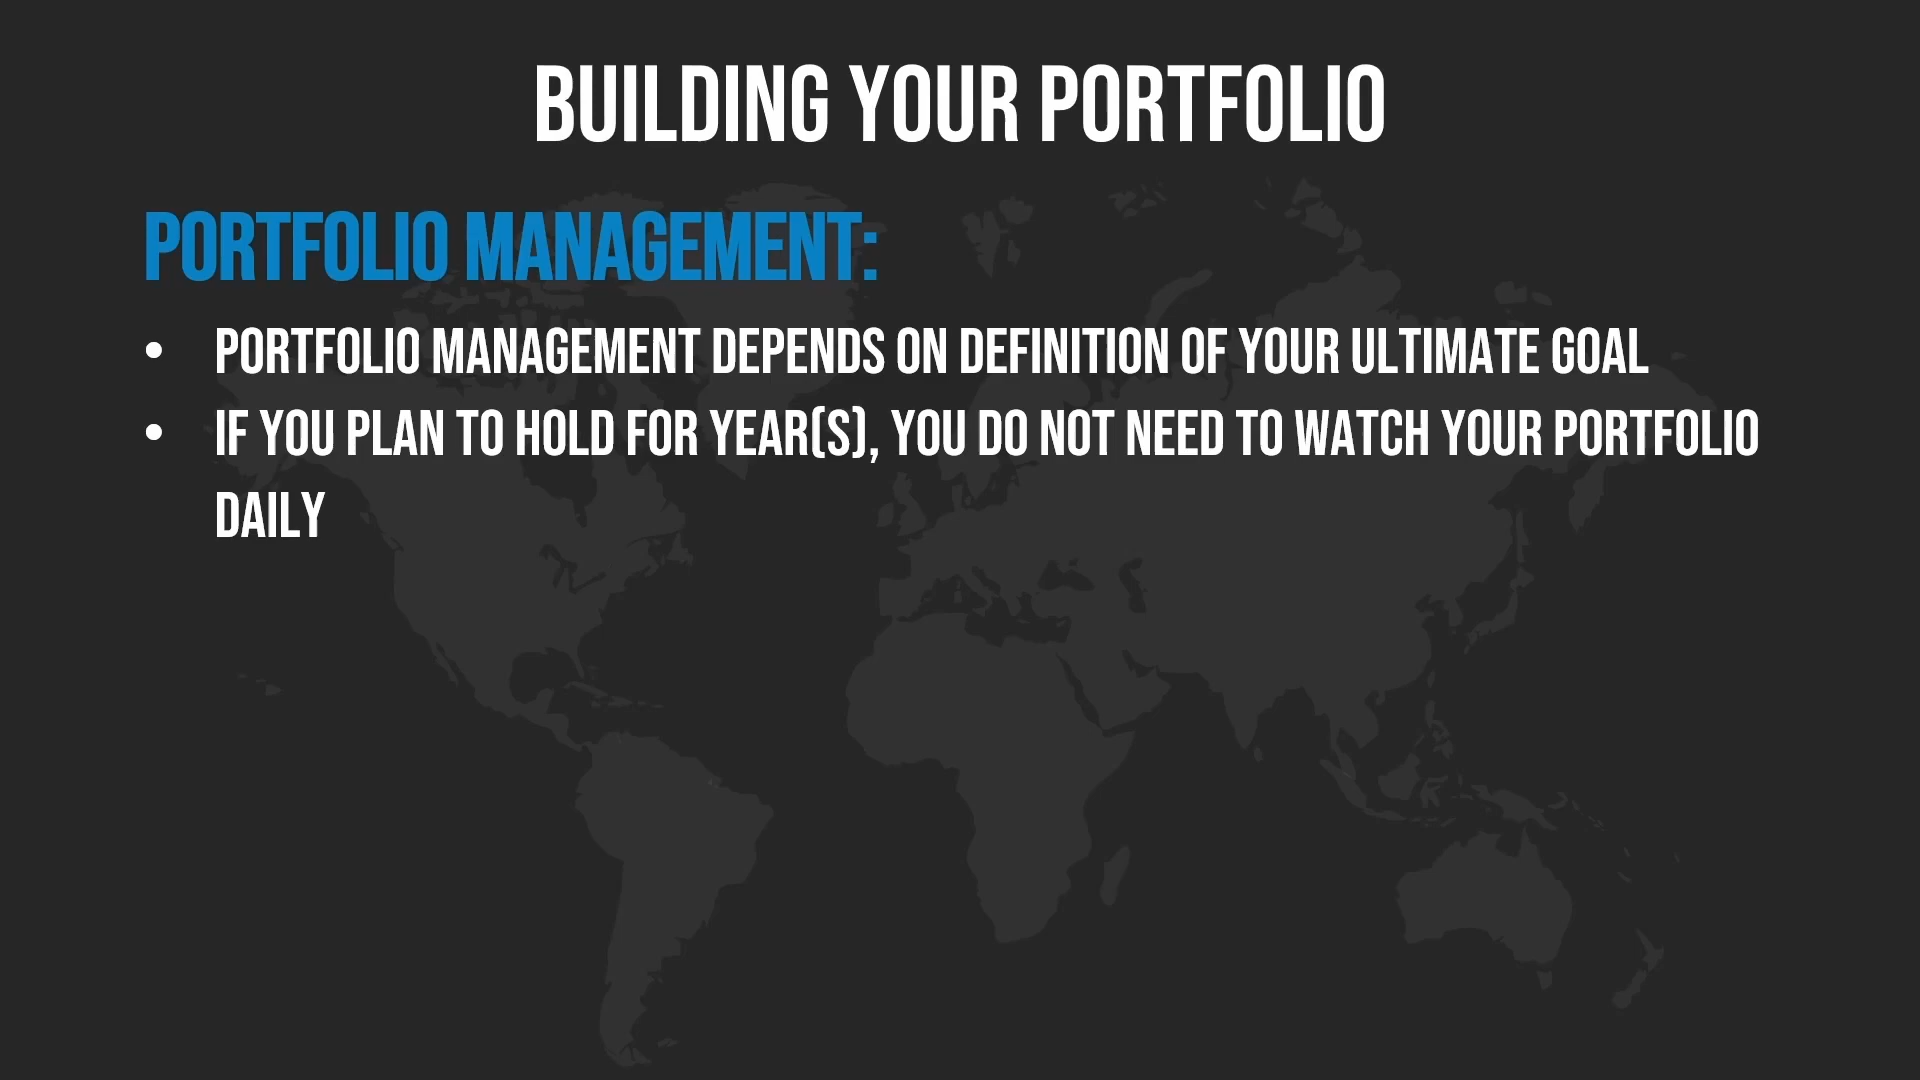 BUILDING YOUR PORTFOLIO
PORTFOLIO MANAGEMENT:
• PORTFOLIO MANAGEMENT DEPENDS ON DEFINITION OF YOUR ULTIMATE GOAL
• IF YOU PLAN TO HOLD FOR YEAR(S), YOU DO NOT NEED TO WATCH YOUR PORTFOLIO
DAILY